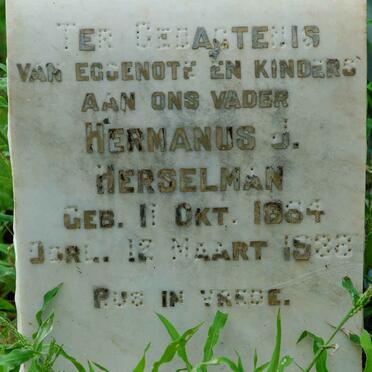 TER GEDAGTENIS
VAN EGGENOTE EN KINDERS
AAN ONS VADER
HERMANUS J.
HERSELMAN
GEB. 11 OKT. 1864
OORL. 12 MAART 1938
RUS IN VREDE.